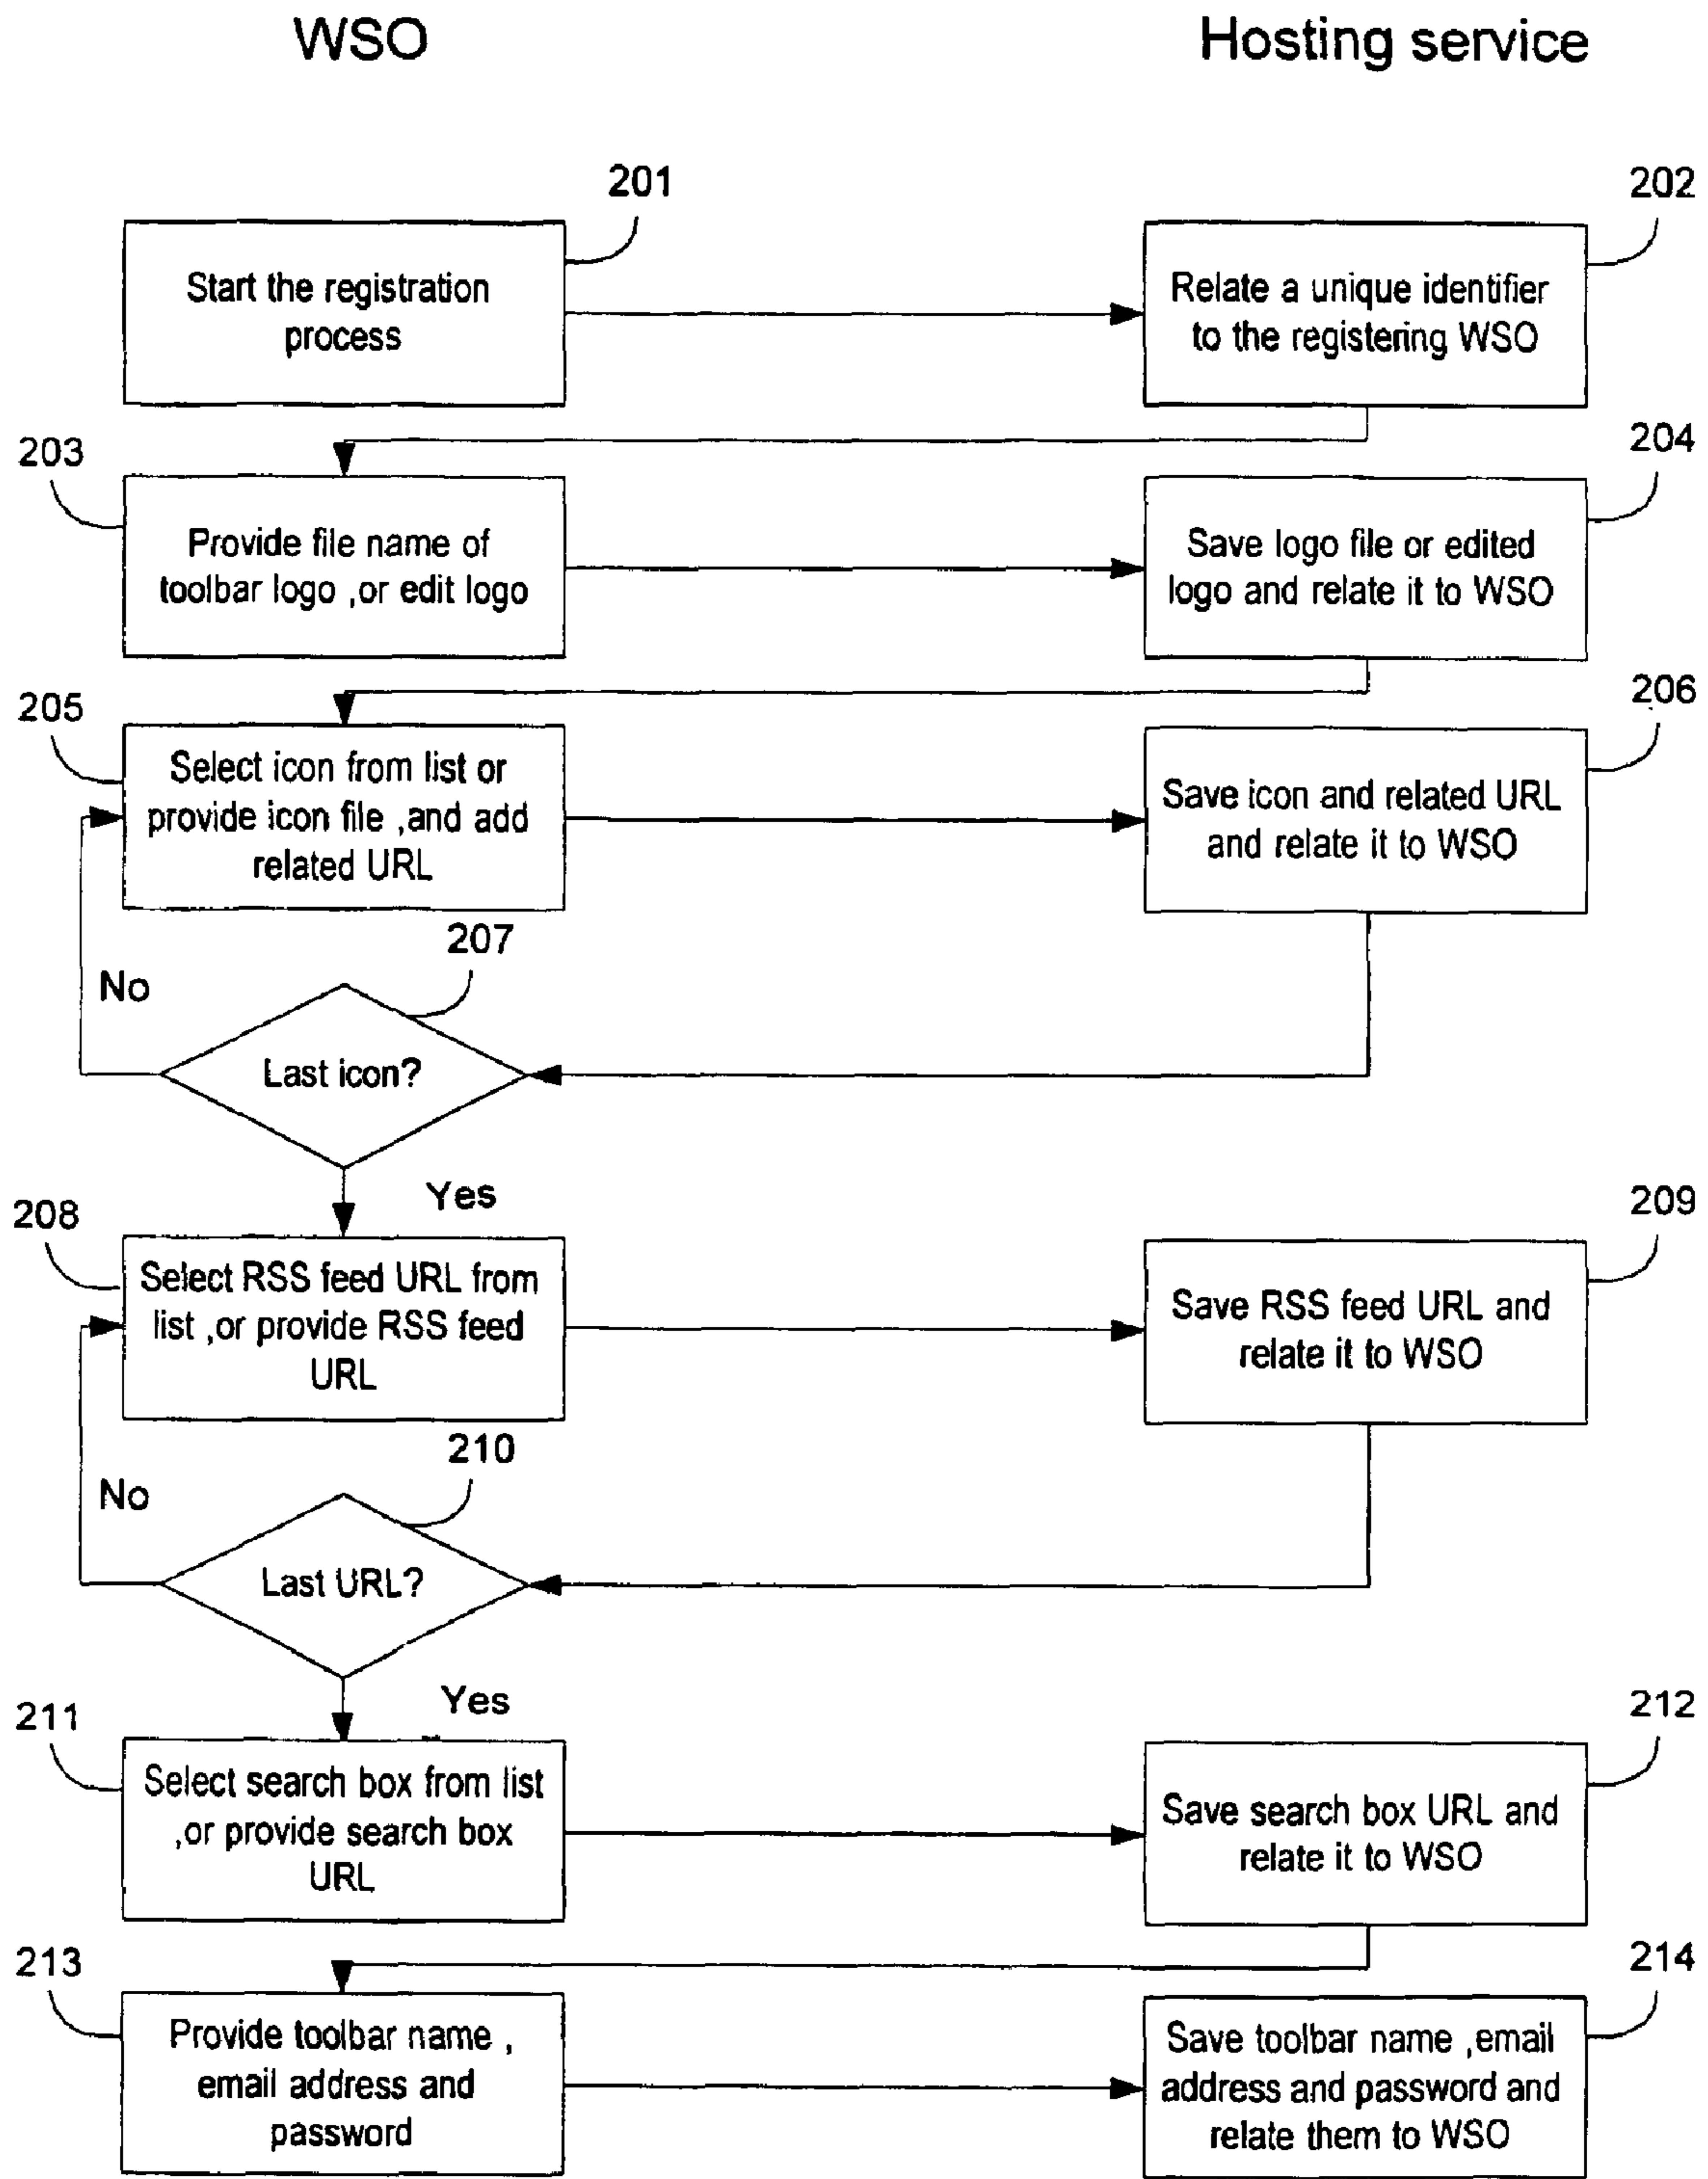 WSO
Hosting service
201
202
Start the registration
process
Relate a unique identifier
to the registering WSO
203
204
Provide file name of
toolbar logo ,or edit logo
Save logo file or edited
logo and relate it to WSO
205
206
Select icon from list or
provide icon file ,and add
related URL
Save icon and related URL
and relate it to WSO
207
No
Last icon?
Yes
208
209
Select RSS feed URL from
list ,or provide RSS feed
URL
Save RSS feed URL and
relate it to WSO
210
No
Last URL?
Yes
211
212
Select search box from list
,or provide search box
URL
Save search box URL and
relate it to WSO
213
214
Provide toolbar name ,
email address and
password
Save toolbar name ,email
address and password and
relate them to WSO